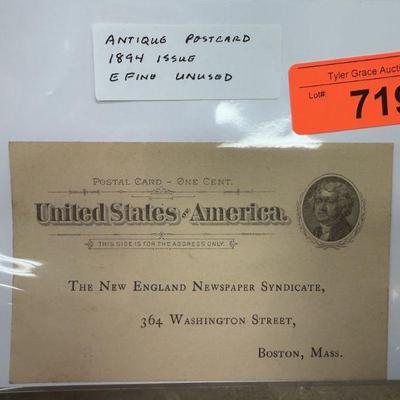 ANTIQUE POSTCARD
1894 ISSUE
E FINE UNUSED
Tyler Grace Aucti
Lot#:
719
POSTAL CARD – ONE CENT.
United States of America.
THIS SIDE IS FOR THE ADDRESS ONLY.
THE NEW ENGLAND NEWSPAPER SYNDICATE,
364 WASHINGTON STREET,
BOSTON, MASS.